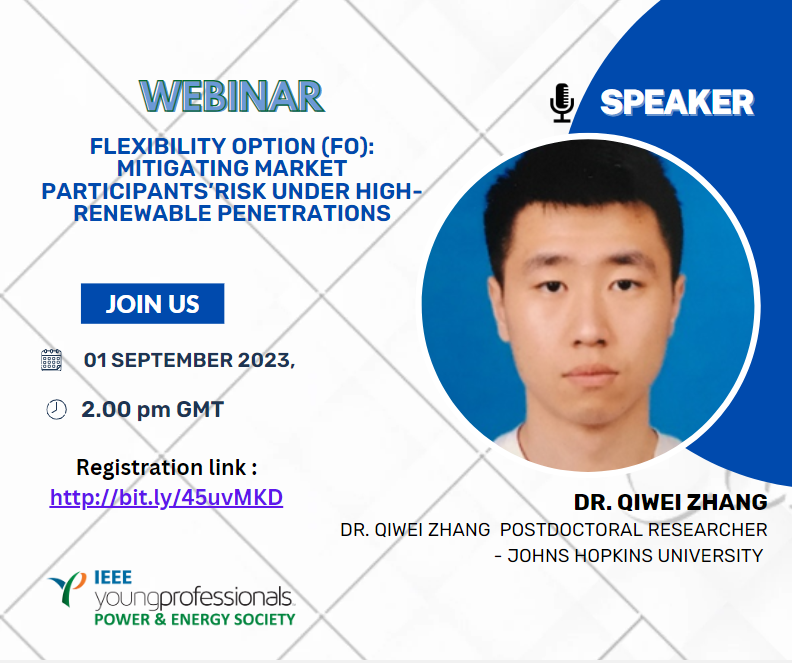 WEBINAR
FLEXIBILITY OPTION (FO):
MITIGATING MARKET
PARTICIPANTS'RISK UNDER HIGH-
RENEWABLE PENETRATIONS
JOIN US
01 SEPTEMBER 2023,
2.00 pm GMT
Registration link :
http://bit.ly/45uvMKD
IEEE
youngprofessionals
POWER & ENERGY SOCIETY
SPEAKER
DR. QIWEI ZHANG
DR. QIWEI ZHANG POSTDOCTORAL RESEARCHER
- JOHNS HOPKINS UNIVERSITY